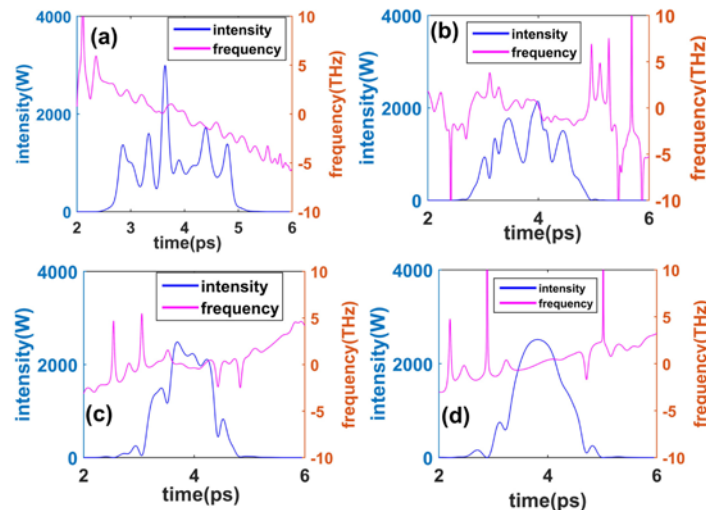 (a)
intensity
frequency
intensity(W)
4000
2000
0
frequency(THz)
10
5
0
-5
-10
2 3 4 5 6
time(ps)
(b)
intensity
frequency
intensity(W)
4000
2000
0
frequency(THz)
10
5
0
-5
-10
2 4 6
time(ps)
(c)
intensity
frequency
intensity(W)
4000
2000
0
frequency(THz)
10
5
0
-5
-10
2 4 6
time(ps)
(d)
intensity
frequency
intensity(W)
4000
2000
0
frequency(THz)
10
5
0
-5
-10
2 4 6
time(ps)